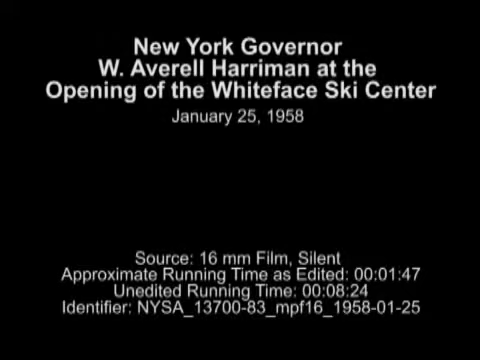 New York Governor
W. Averell Harriman at the
Opening of the Whiteface Ski Center
January 25, 1958
Source: 16 mm Film, Silent
Approximate Running Time as Edited: 00:01:47
Unedited Running Time: 00:08:24
Identifier: NYSA_13700-83_mpf16_1958-01-25